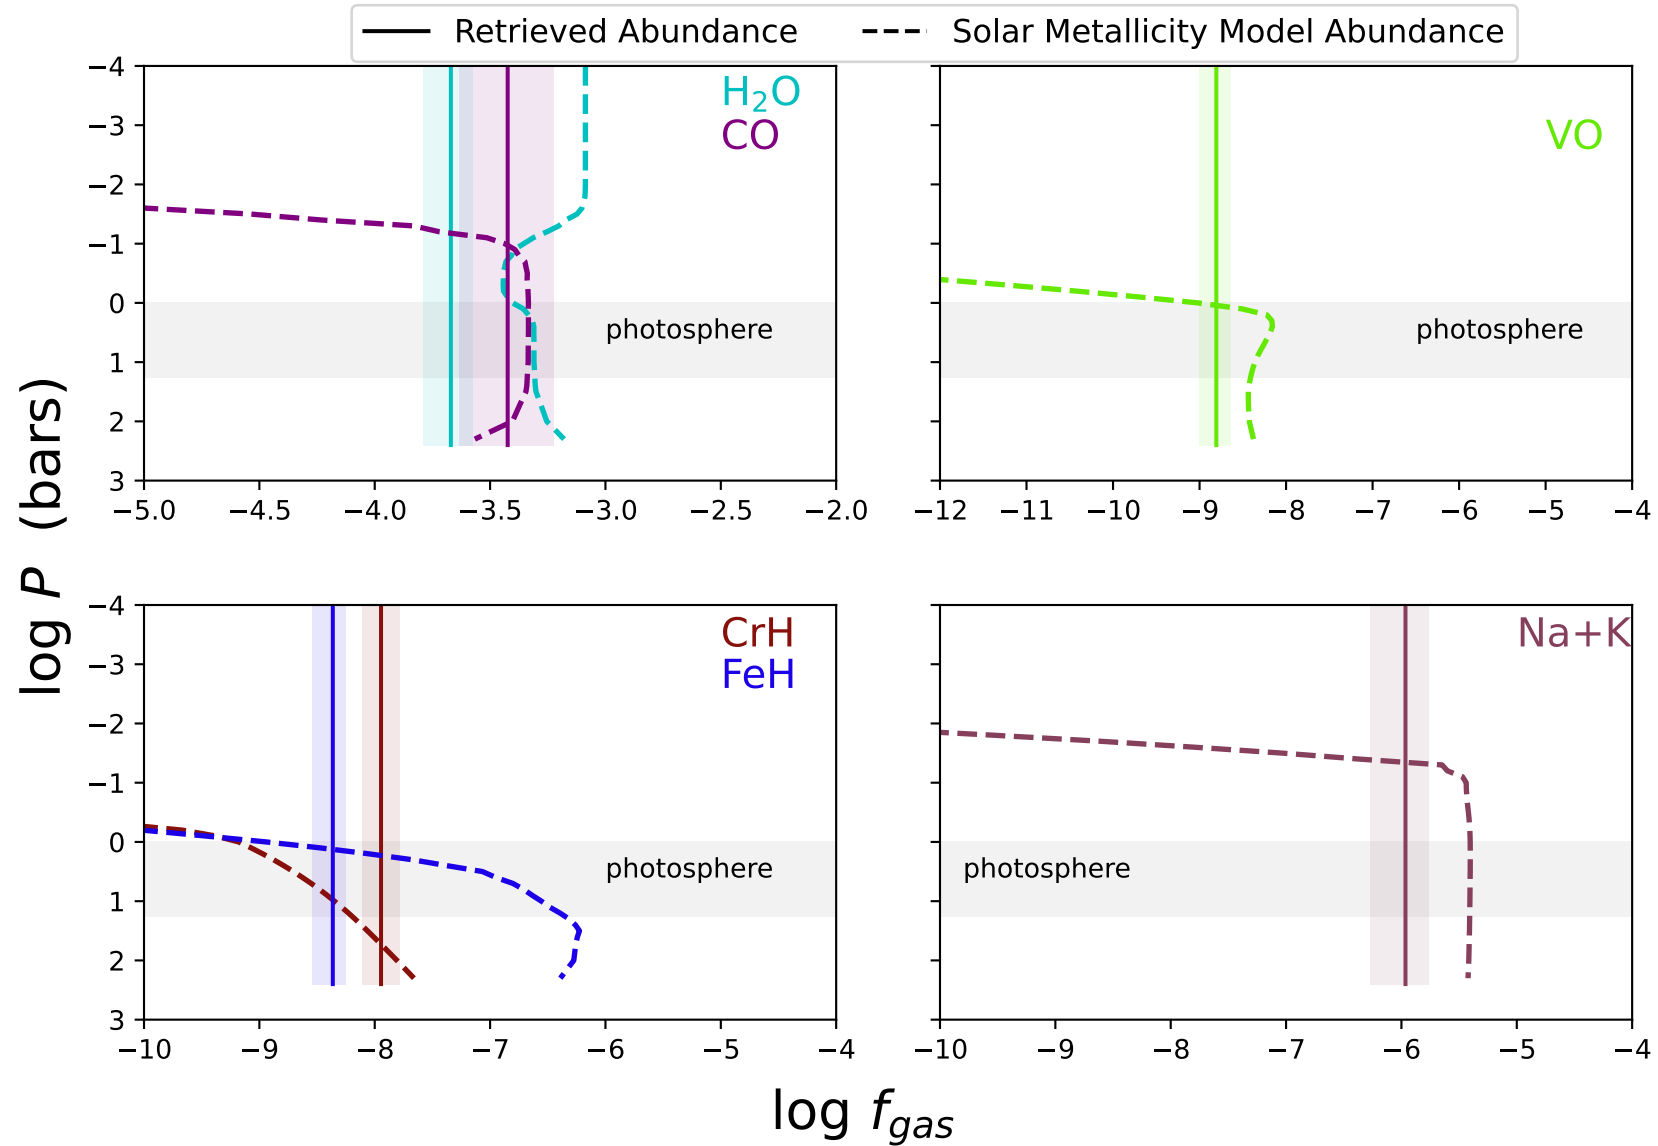 Retrieved Abundance Solar Metallicity Model Abundance
−4
−3
−2
−1
0
1
2
3
H₂O
CO
photosphere
−5.0 −4.5 −4.0 −3.5 −3.0 −2.5 −2.0
VO
photosphere
−12 −11 −10 −9 −8 −7 −6 −5 −4
log P (bars)
−4
−3
−2
−1
0
1
2
3
CrH
FeH
photosphere
−10 −9 −8 −7 −6 −5 −4
Na+K
photosphere
−10 −9 −8 −7 −6 −5 −4
log f_gas